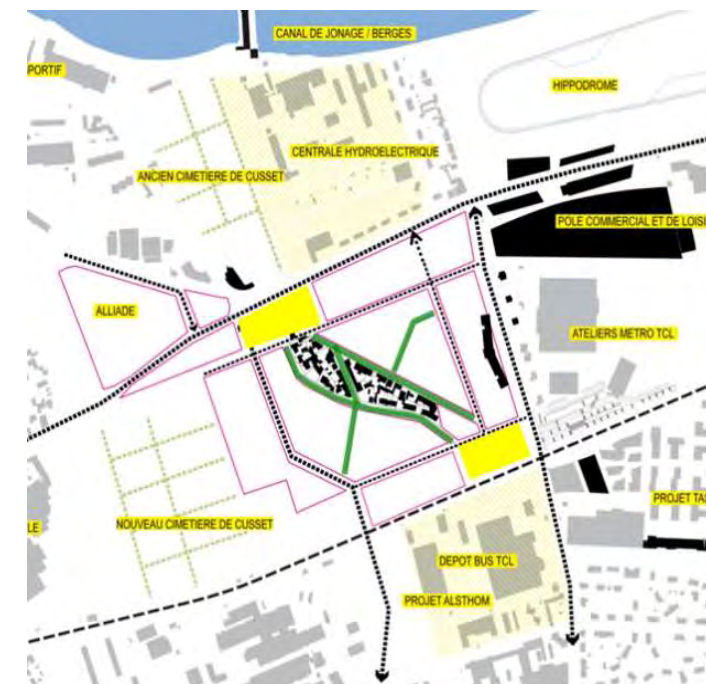 CANAL DE JONAGE / BERGES
PORTIF
HIPPODROME
CENTRALE HYDROELECTRIQUE
ANCIEN CIMETIERE DE CUSSET
POLE COMMERCIAL ET DE LOISI
ALLIADE
ATELIERS METRO TCL
PROJET TAS
NOUVEAU CIMETIERE DE CUSSET
LE
DEPOT BUS TCL
PROJET ALSTHOM